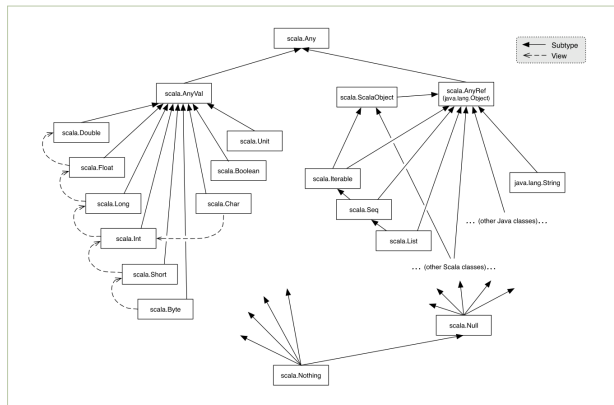 scala.Any
Subtype
View
scala.AnyVal
scala.ScalaObject
scala.AnyRef
(java.lang.Object)
scala.Double
scala.Unit
scala.Float
scala.Boolean
scala.Iterable
java.lang.String
scala.Long
scala.Char
scala.Seq
... (other Java classes)...
scala.Int
scala.List
scala.Short
... (other Scala classes)...
scala.Byte
scala.Null
scala.Nothing